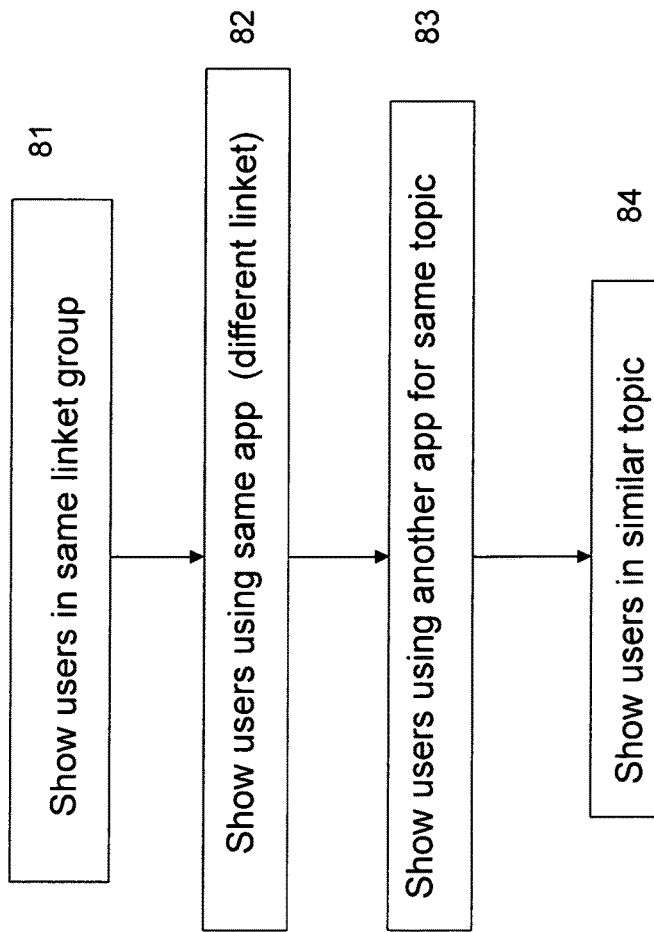 Show users in same linket group
81
Show users using same app (different linket)
82
Show users using another app for same topic
83
Show users in similar topic
84